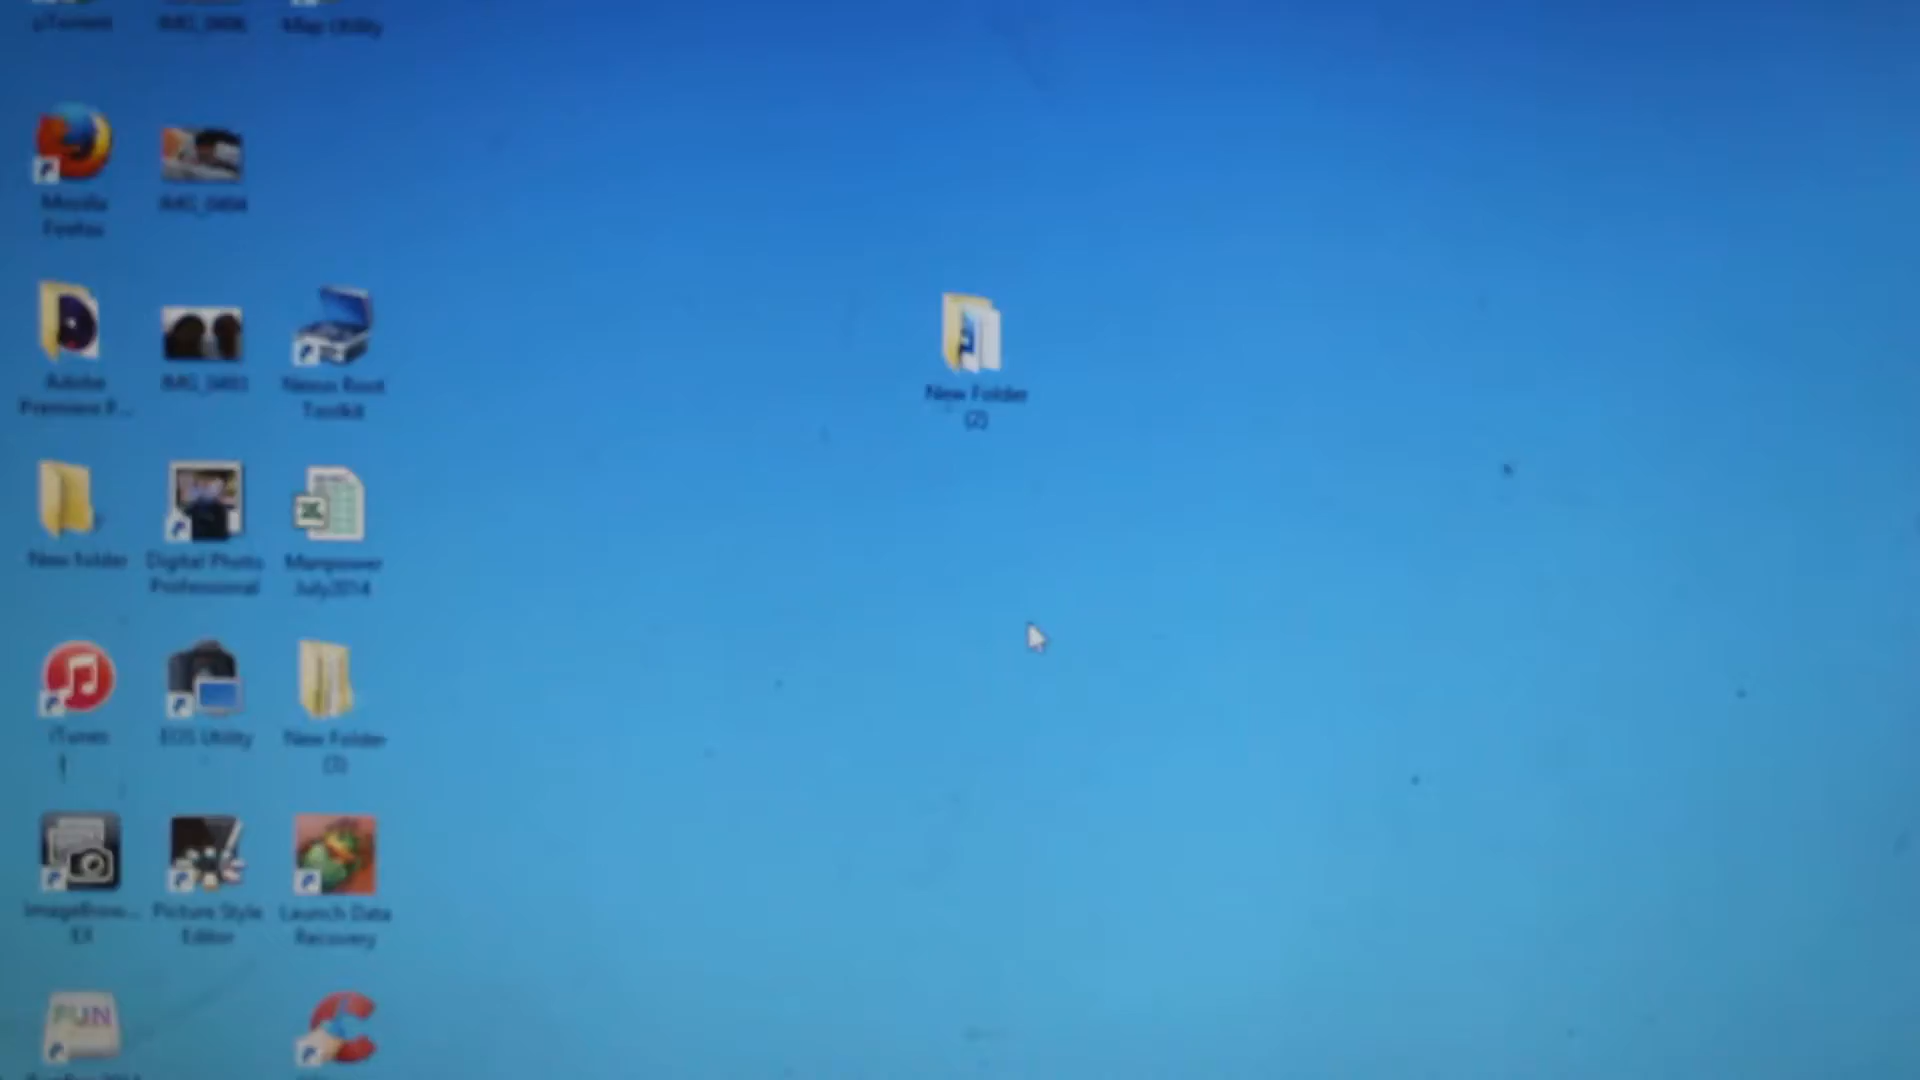 Map Utility
Mozilla
Firefox
Adobe
Premiere P...
Nexus Root
Toolkit
New Folder
(2)
New folder
Digital Photo
Professional
Manpower
July2014
iTunes
EOS Utility
New Folder
(3)
ImageBrow...
EX
Picture Style
Editor
Launch Data
Recovery
FUN